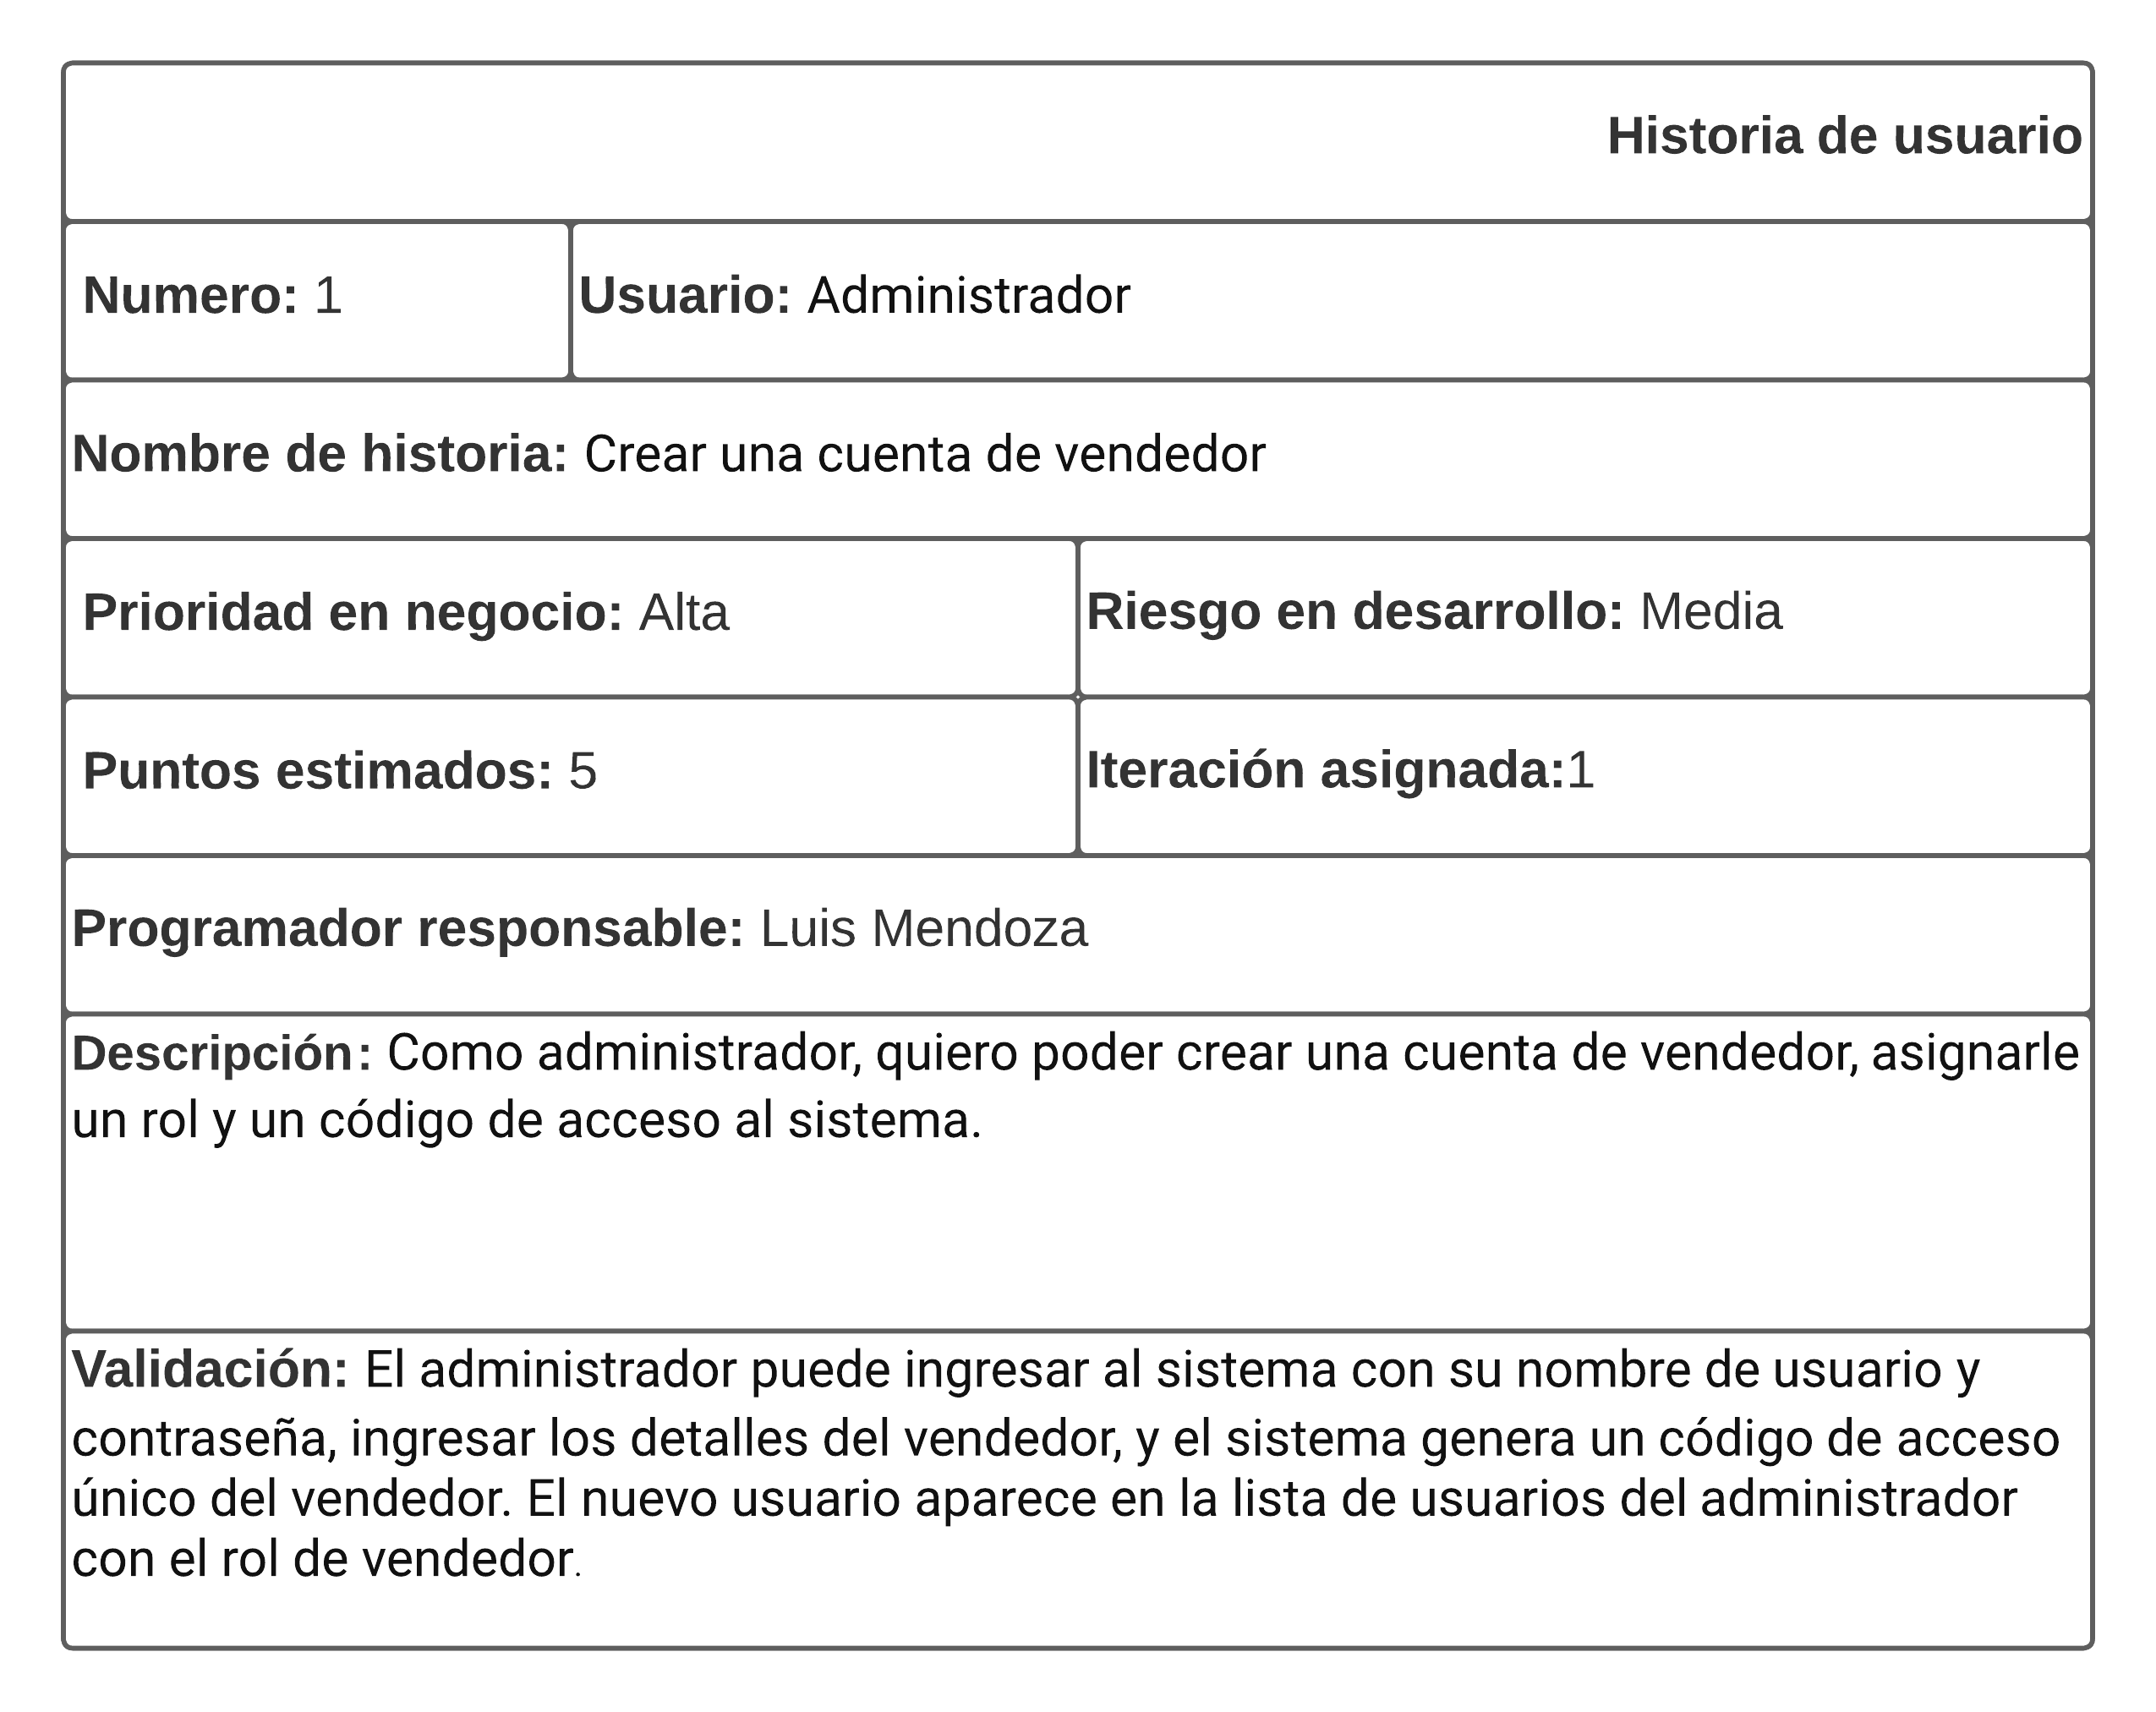 Historia de usuario
Numero: 1
Usuario: Administrador
Nombre de historia: Crear una cuenta de vendedor
Prioridad en negocio: Alta
Riesgo en desarrollo: Media
Puntos estimados: 5
Iteración asignada:1
Programador responsable: Luis Mendoza
Descripción: Como administrador, quiero poder crear una cuenta de vendedor, asignarle
un rol y un código de acceso al sistema.
Validación: El administrador puede ingresar al sistema con su nombre de usuario y
contraseña, ingresar los detalles del vendedor, y el sistema genera un código de acceso
único del vendedor. El nuevo usuario aparece en la lista de usuarios del administrador
con el rol de vendedor.